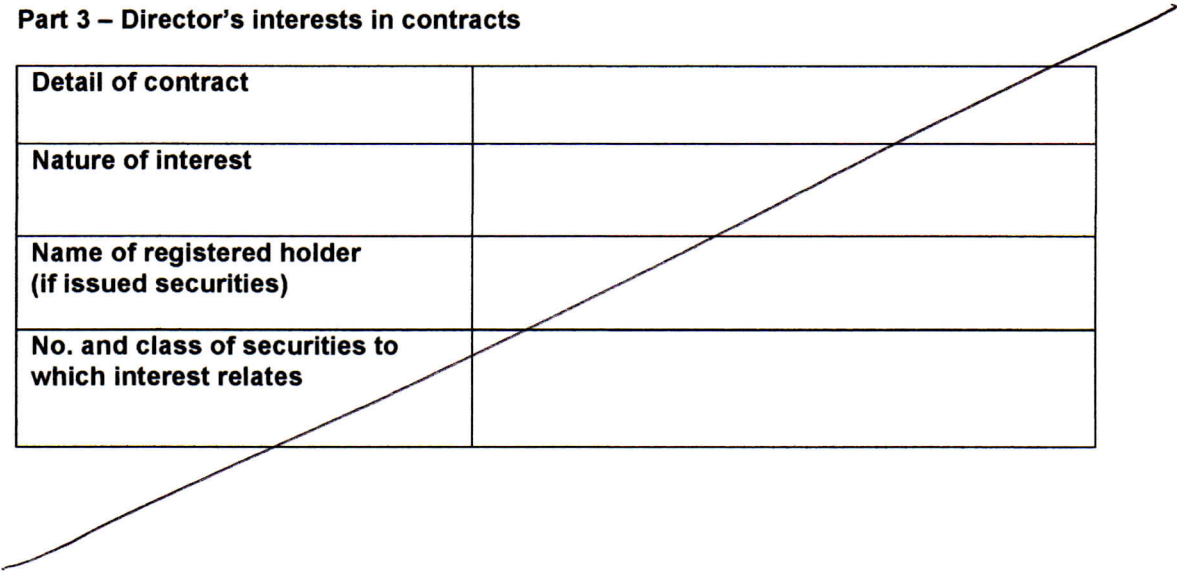 Part 3 – Director's interests in contracts
Detail of contract
Nature of interest
Name of registered holder
(if issued securities)
No. and class of securities to
which interest relates